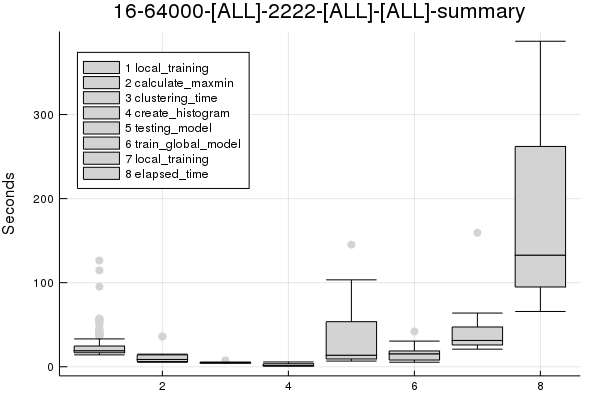 16-64000-[ALL]-2222-[ALL]-[ALL]-summary
Seconds
300
200
100
0
1 local_training
2 calculate_maxmin
3 clustering_time
4 create_histogram
5 testing_model
6 train_global_model
7 local_training
8 elapsed_time
2 4 6 8